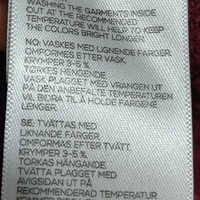 WASHING THE GARMENTS INSIDE
OUT AT THE RECOMMENDED
TEMPERATURE WILL HELP TO KEEP
THE COLORS BRIGHT LONGER.
NO: VASKES MED LIGNENDE FARGER.
OMFORMES ETTER VASK.
KRYMPER 3-5 %.
TØRKES HENGENDE.
VASK PLAGGET MED VRANGEN UT
PÅ DEN ANBEFALTE TEMPERATUREN
VIL BIDRA TIL Å HOLDE FARGENE
LENGER.
SE: TVÄTTAS MED
LIKNANDE FÄRGER.
OMFORMAS EFTER TVÄTT.
KRYMPER 3-5%.
TORKAS HÄNGANDE.
TVÄTTA PLAGGET MED
AVIGSIDAN UT PÅ
REKOMMENDERAD TEMPERATUR